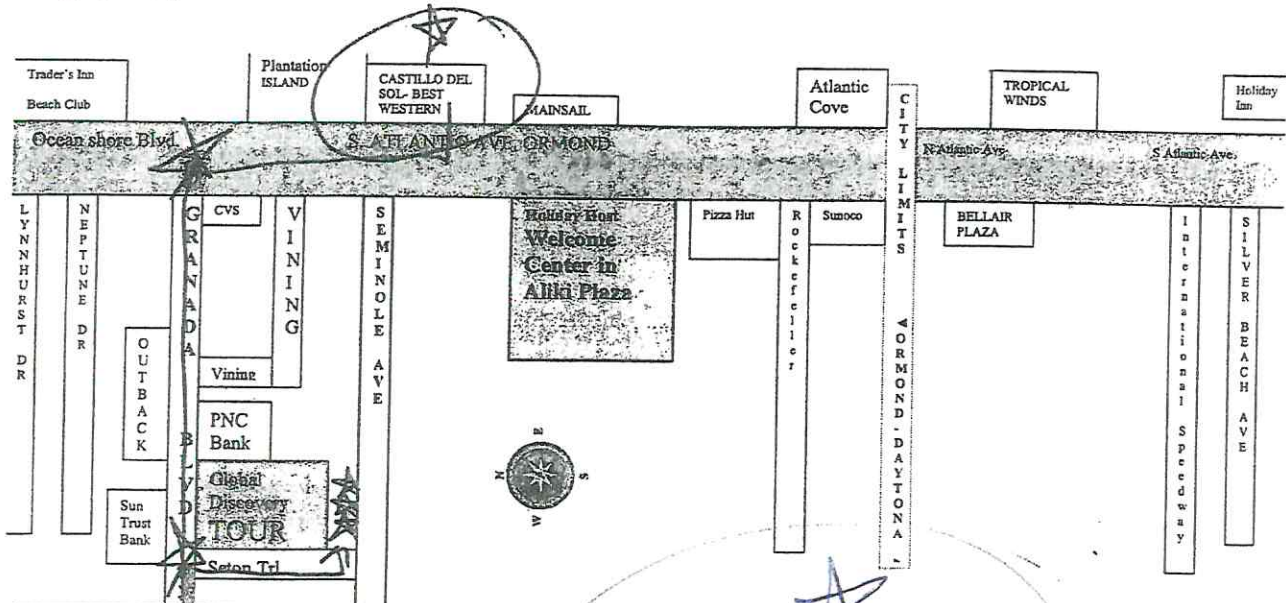 Trader's Inn
Beach Club
Plantation
ISLAND
CASTILLO DEL
SOL- BEST
WESTERN
MAINSAIL
Atlantic
Cove
TROPICAL
WINDS
Holiday
Inn
Ocean shore Blvd.
S. ATLANTIC AVE, ORMOND
N Atlantic Ave
S Atlantic Ave.
LYNNHURST DR
NEPTUNE DR
OUTBACK
Sun
Trust
Bank
GRANADA BLVD
CVS
VINING
Vining
PNC
Bank
Global
Discovery
TOUR
Seton Trl
SEMINOLE AVE
Holiday Host
Welcome
Center in
Aliki Plaza
N
E
S
W
Pizza Hut
Rockefeller
Sunoco
CITY LIMITS ◄ORMOND-DAYTONA
BELLAIR
PLAZA
International Speedway
SILVER BEACH AVE